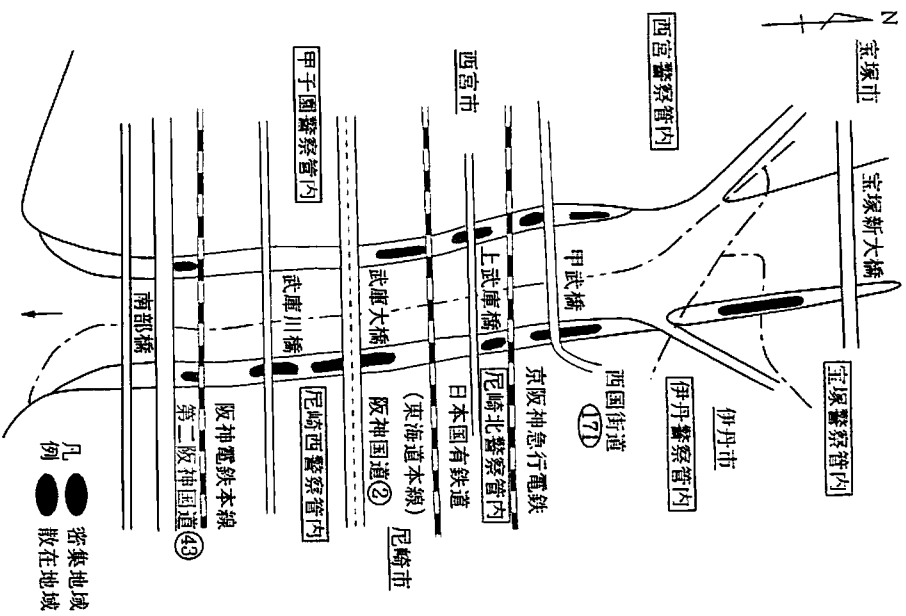 N
宝塚市
宝塚新大橋
宝塚警察管内
西宮警察管内
伊丹市
伊丹警察管内
西国街道
171
甲武橋
京阪神急行電鉄
尼崎北警察管内
上武庫橋
西宮市
日本国有鉄道
(東海道本線)
尼崎市
阪神国道②
武庫大橋
甲子園警察管内
尼崎西警察管内
武庫川橋
阪神電鉄本線
第二阪神国道
43
南部橋
凡例
密集地域
散在地域